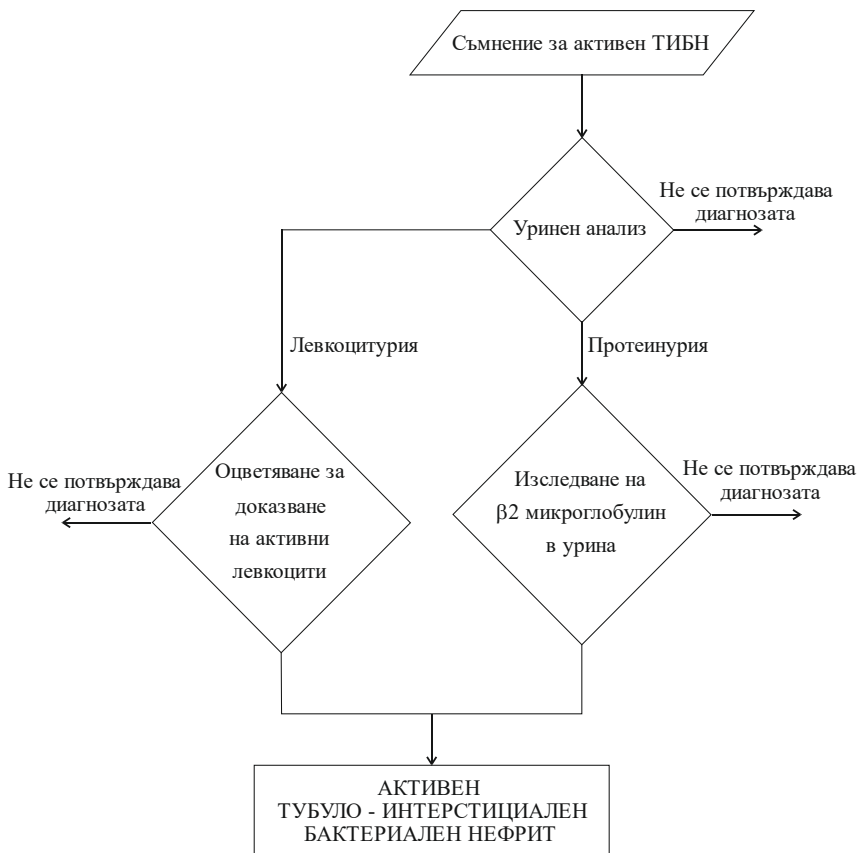 Съмнение за активен ТИБН
Уринен анализ
Не се потвърждава
диагнозата
Левкоцитурия
Протеинурия
Не се потвърждава
диагнозата
Оцветяване за
доказване
на активни
левкоцити
Изследване на
β2 микроглобулин
в урина
Не се потвърждава
диагнозата
АКТИВЕН
ТУБУЛО - ИНТЕРСТИЦИАЛЕН
БАКТЕРИАЛЕН НЕФРИТ